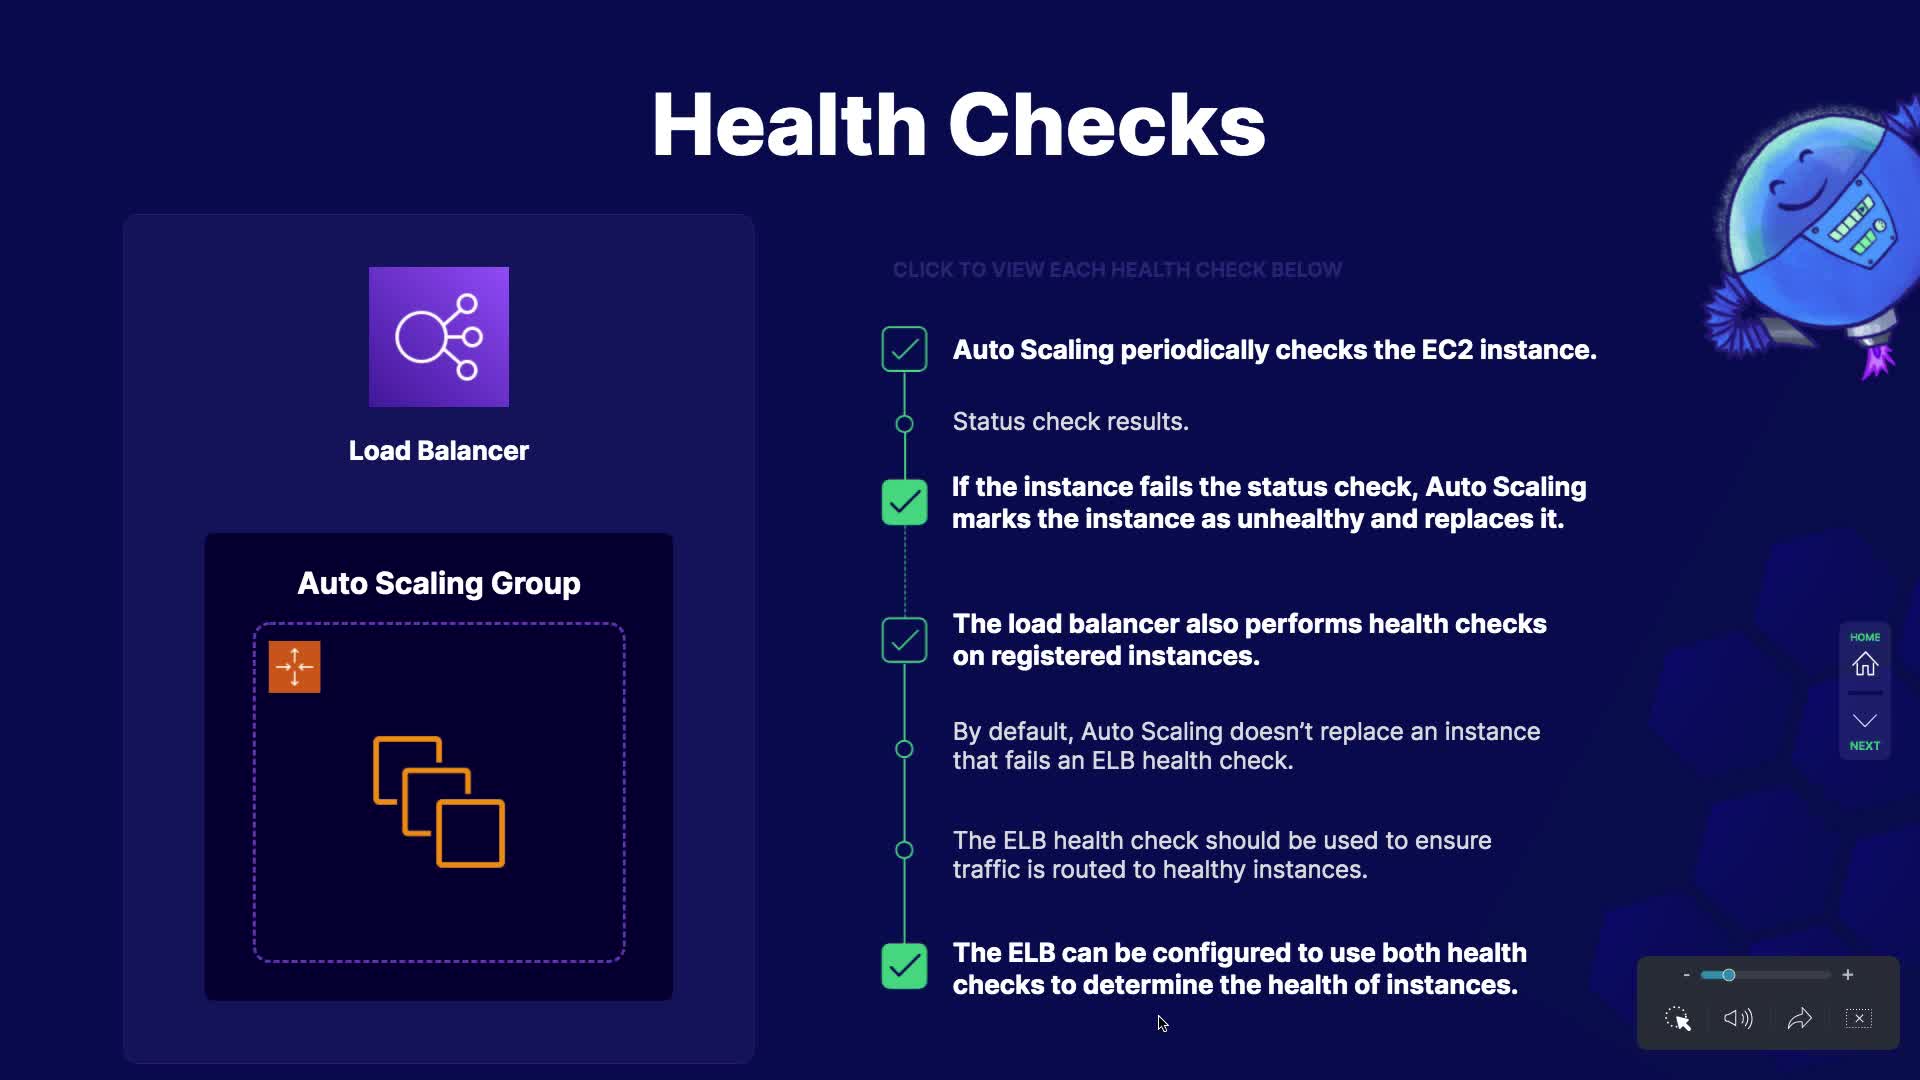 Health Checks
Load Balancer
Auto Scaling Group
CLICK TO VIEW EACH HEALTH CHECK BELOW
Auto Scaling periodically checks the EC2 instance.
Status check results.
If the instance fails the status check, Auto Scaling
marks the instance as unhealthy and replaces it.
The load balancer also performs health checks
on registered instances.
By default, Auto Scaling doesn’t replace an instance
that fails an ELB health check.
The ELB health check should be used to ensure
traffic is routed to healthy instances.
The ELB can be configured to use both health
checks to determine the health of instances.
HOME
NEXT
- +